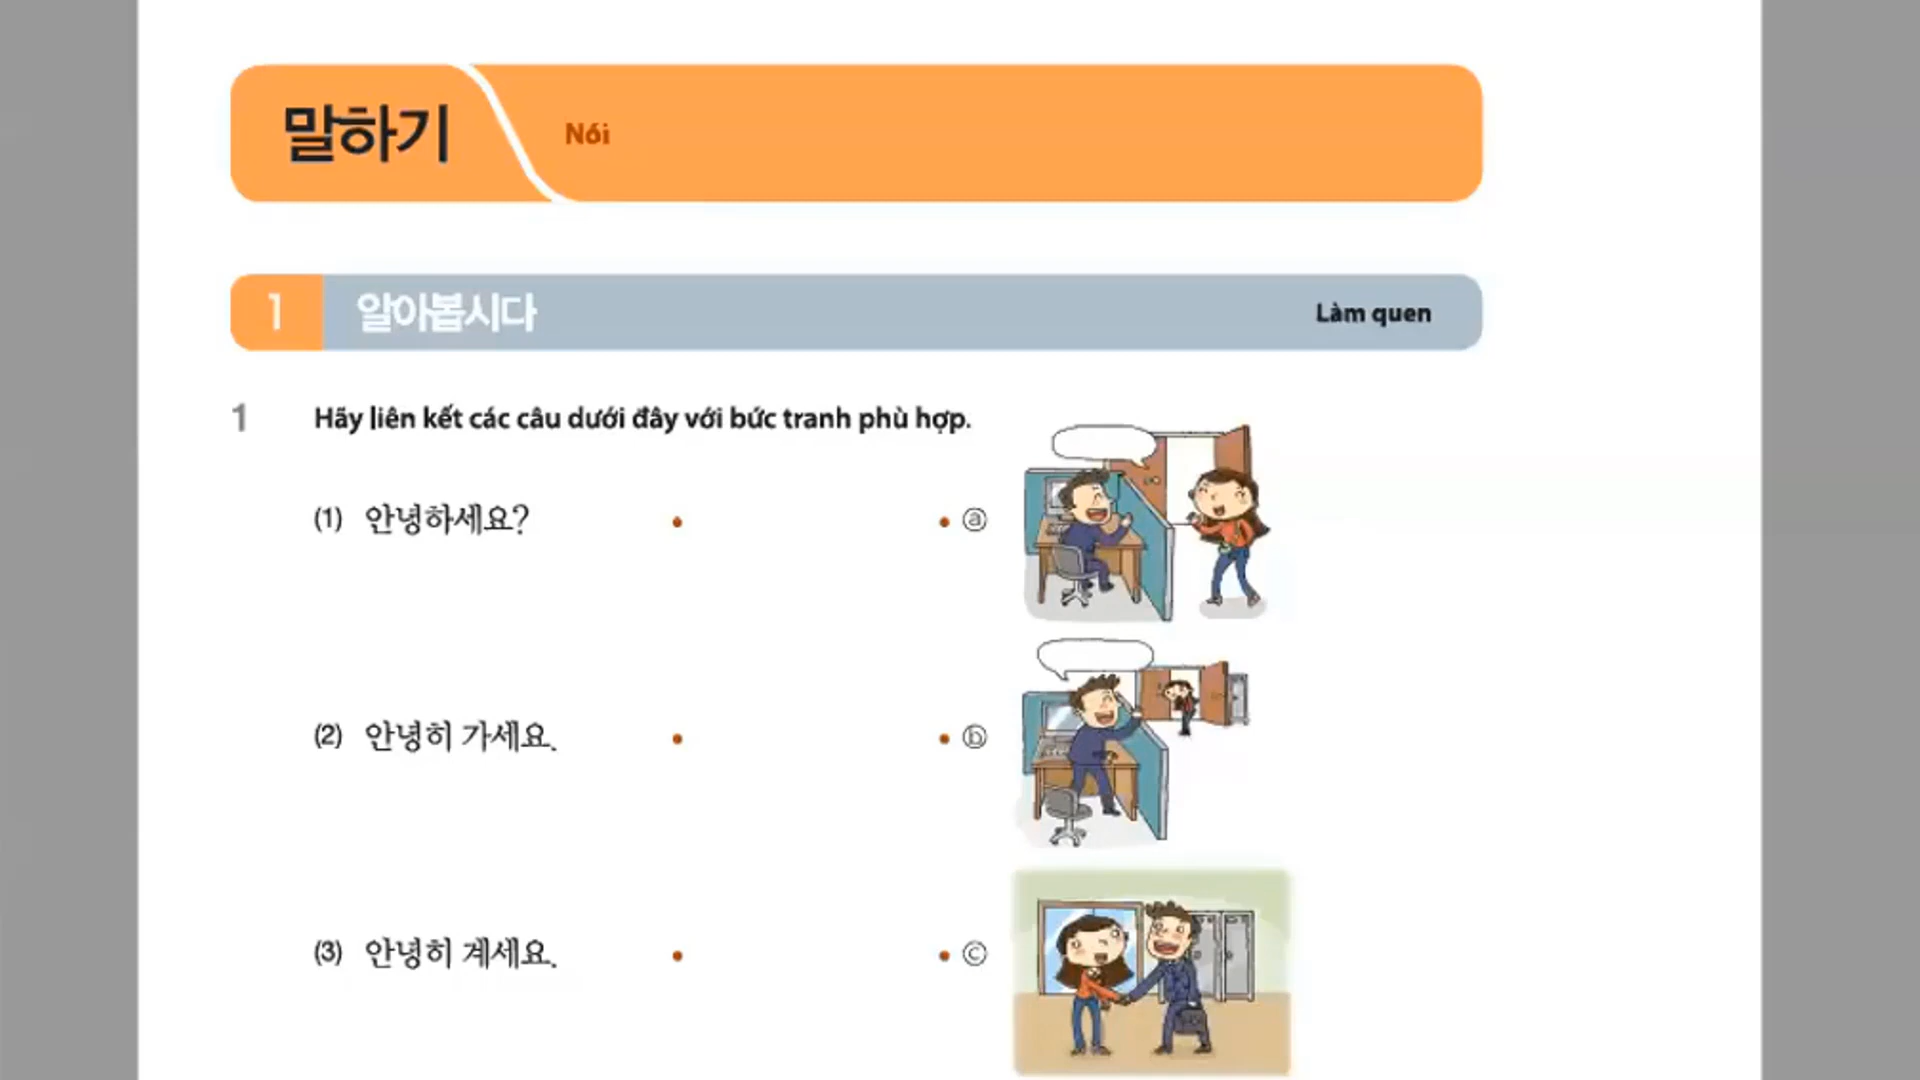 말하기
Nói
1 알아봅시다 Làm quen
1 Hãy liên kết các câu dưới đây với bức tranh phù hợp.
(1) 안녕하세요? • • ⓐ
(2) 안녕히 가세요. • • ⓑ
(3) 안녕히 계세요. • • ⓒ